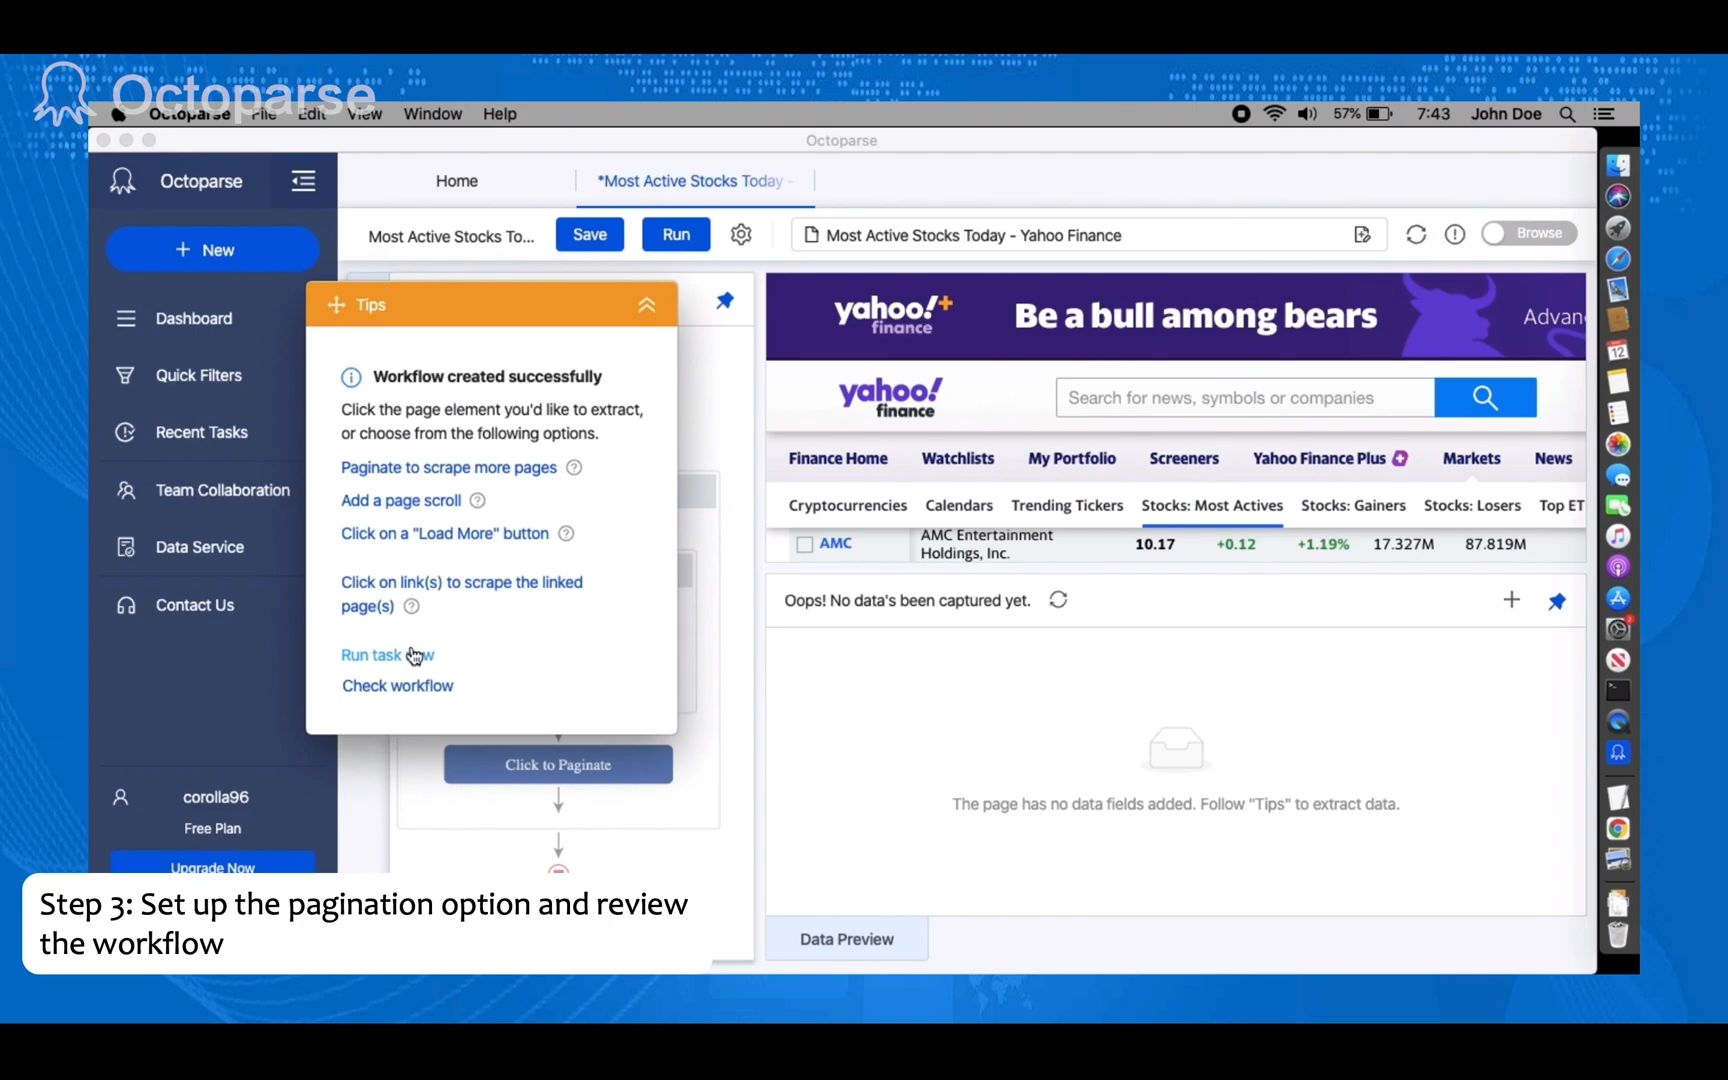 Octoparse
Octoparse File Edit View Window Help
57% 7:43 John Doe
Octoparse
Octoparse
Home
*Most Active Stocks Today -
New
Most Active Stocks To...
Save
Run
Most Active Stocks Today - Yahoo Finance
Browse
Dashboard
Quick Filters
Recent Tasks
Team Collaboration
Data Service
Contact Us
corolla96
Free Plan
Upgrade Now
Tips
Workflow created successfully
Click the page element you'd like to extract,
or choose from the following options.
Paginate to scrape more pages
Add a page scroll
Click on a "Load More" button
Click on link(s) to scrape the linked
page(s)
Run task
Check workflow
Click to Paginate
yahoo!+
finance
Be a bull among bears
Advan
yahoo!
finance
Search for news, symbols or companies
Finance Home Watchlists My Portfolio Screeners Yahoo Finance Plus Markets News
Cryptocurrencies Calendars Trending Tickers Stocks: Most Actives Stocks: Gainers Stocks: Losers Top ET
AMC
AMC Entertainment
Holdings, Inc.
10.17 +0.12 +1.19% 17.327M 87.819M
Oops! No data's been captured yet.
The page has no data fields added. Follow "Tips" to extract data.
Data Preview
12
2
Step 3: Set up the pagination option and review
the workflow